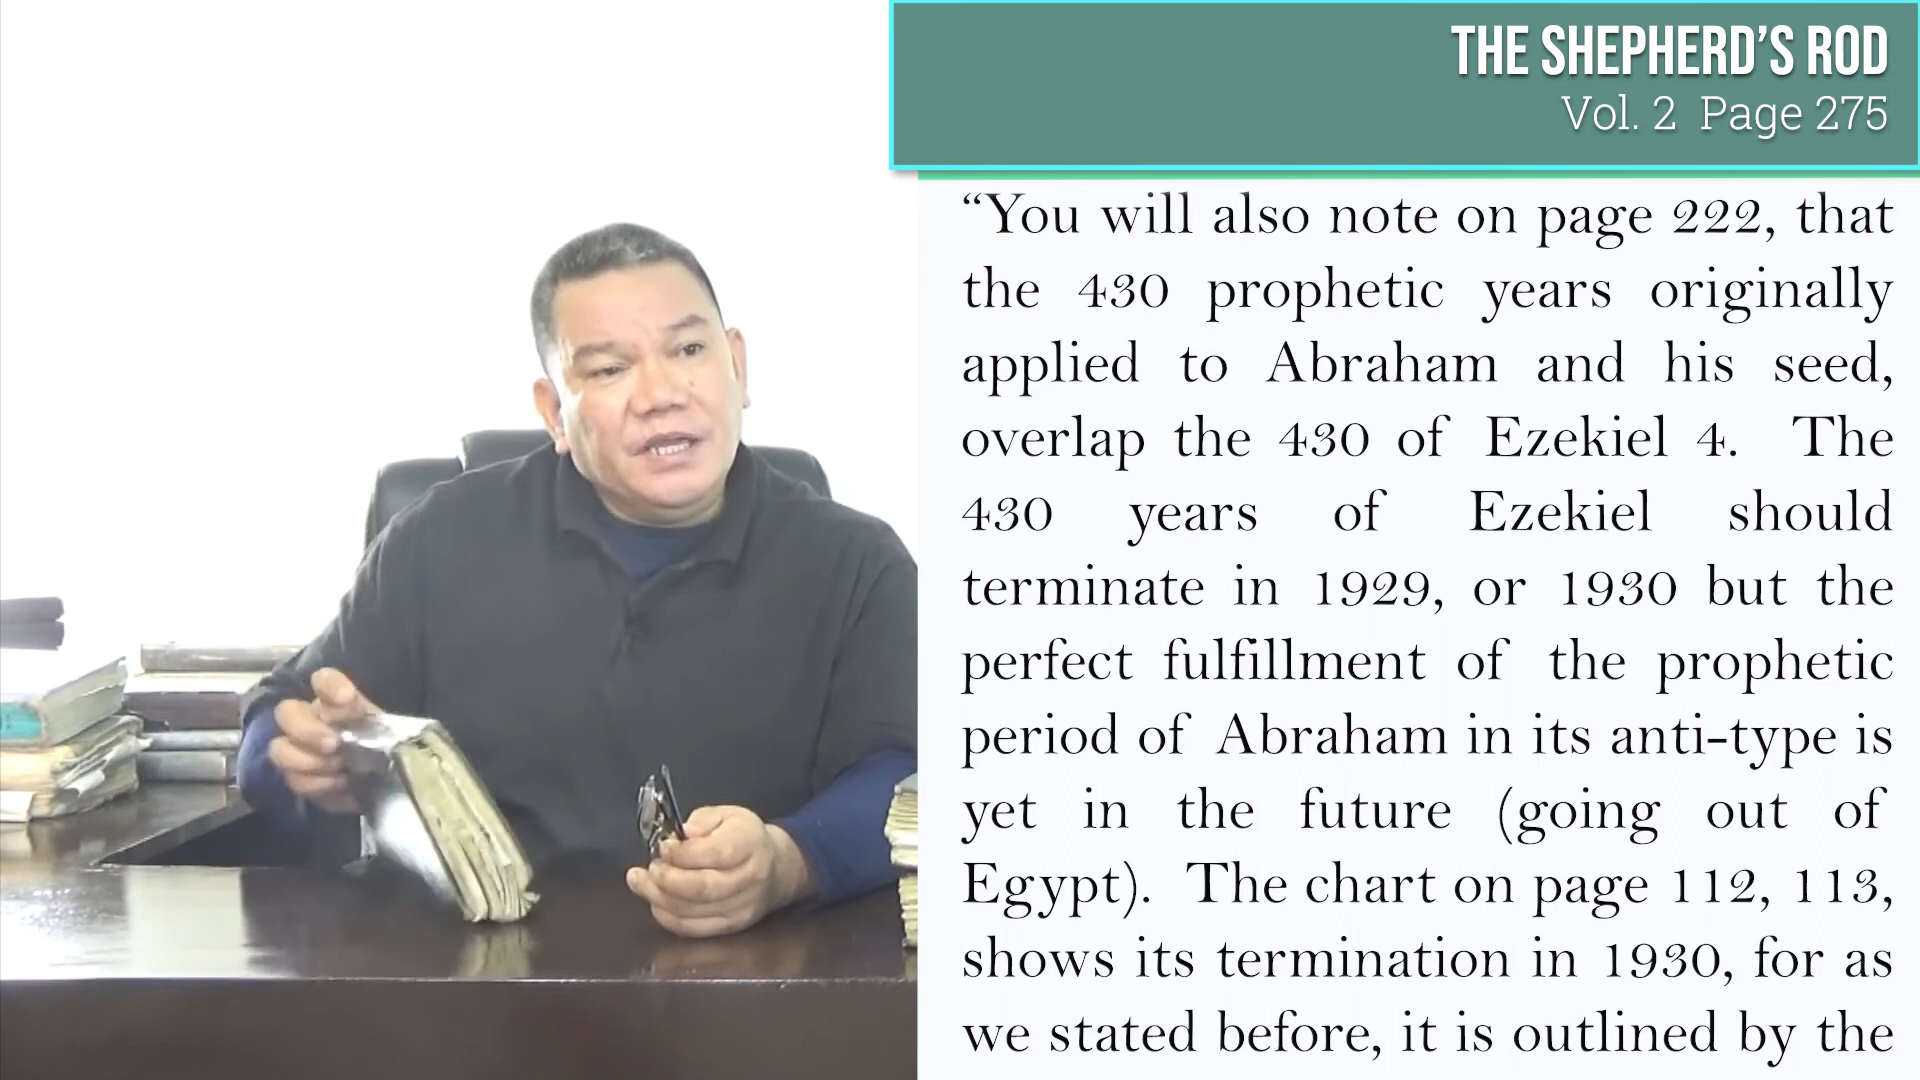 THE SHEPHERD’S ROD
Vol. 2 Page 275
“You will also note on page 222, that
the 430 prophetic years originally
applied to Abraham and his seed,
overlap the 430 of Ezekiel 4. The
430 years of Ezekiel should
terminate in 1929, or 1930 but the
perfect fulfillment of the prophetic
period of Abraham in its anti-type is
yet in the future (going out of
Egypt). The chart on page 112, 113,
shows its termination in 1930, for as
we stated before, it is outlined by the